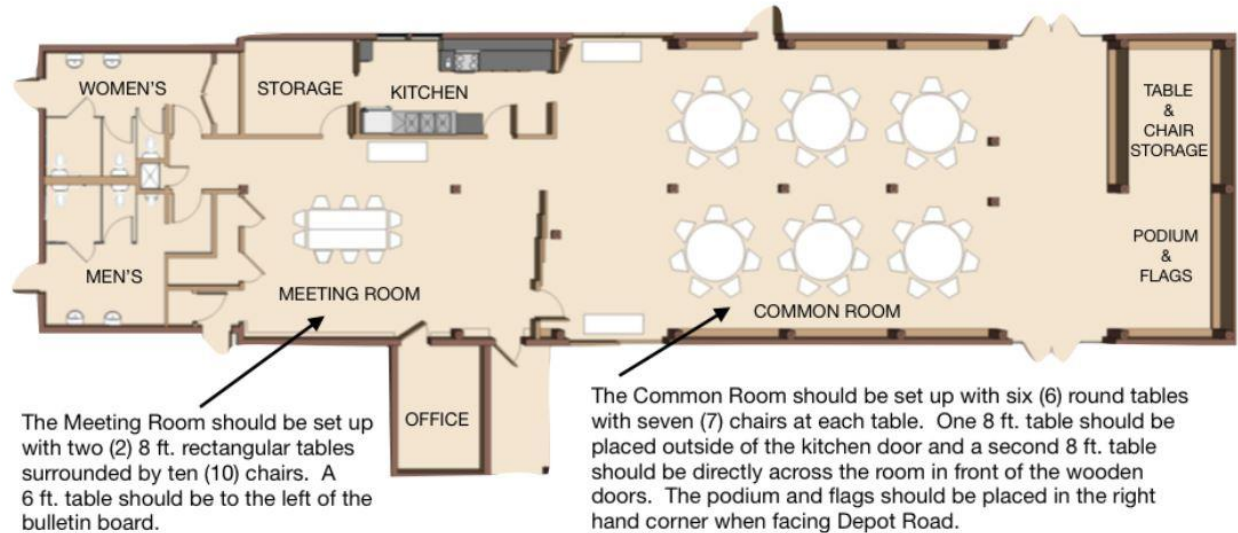 WOMEN'S
STORAGE
KITCHEN
TABLE
&
CHAIR
STORAGE
MEN'S
MEETING ROOM
PODIUM
&
FLAGS
COMMON ROOM
OFFICE
The Meeting Room should be set up
with two (2) 8 ft. rectangular tables
surrounded by ten (10) chairs.  A
6 ft. table should be to the left of the
bulletin board.
The Common Room should be set up with six (6) round tables
with seven (7) chairs at each table.  One 8 ft. table should be
placed outside of the kitchen door and a second 8 ft. table
should be directly across the room in front of the wooden
doors.  The podium and flags should be placed in the right
hand corner when facing Depot Road.